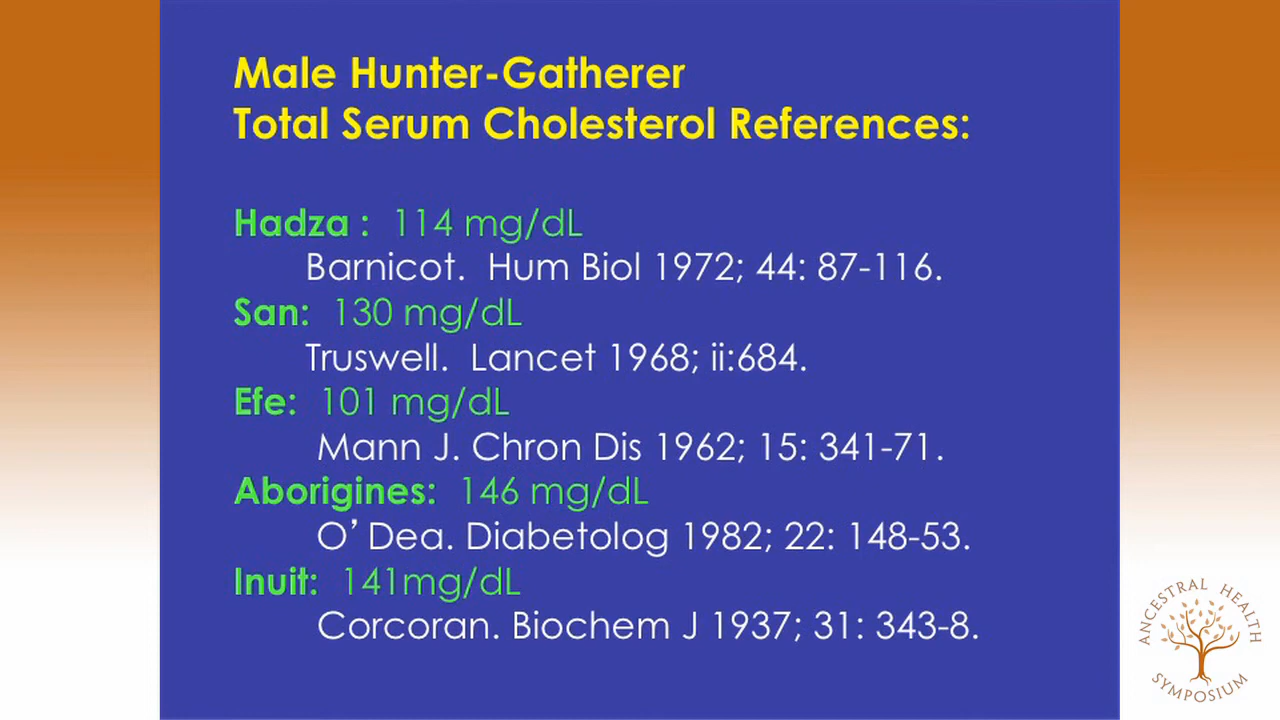 Male Hunter-Gatherer
Total Serum Cholesterol References:
Hadza :  114 mg/dL
Barnicot.  Hum Biol 1972; 44: 87-116.
San:  130 mg/dL
Truswell.  Lancet 1968; ii:684.
Efe:  101 mg/dL
Mann J. Chron Dis 1962; 15: 341-71.
Aborigines:  146 mg/dL
O’ Dea. Diabetolog 1982; 22: 148-53.
Inuit:  141mg/dL
Corcoran. Biochem J 1937; 31: 343-8.
ANCESTRAL HEALTH
SYMPOSIUM